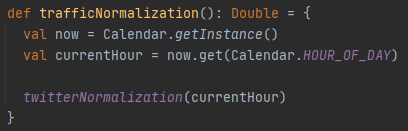 def trafficNormalization(): Double = {
  val now = Calendar.getInstance()
  val currentHour = now.get(Calendar.HOUR_OF_DAY)

  twitterNormalization(currentHour)
}